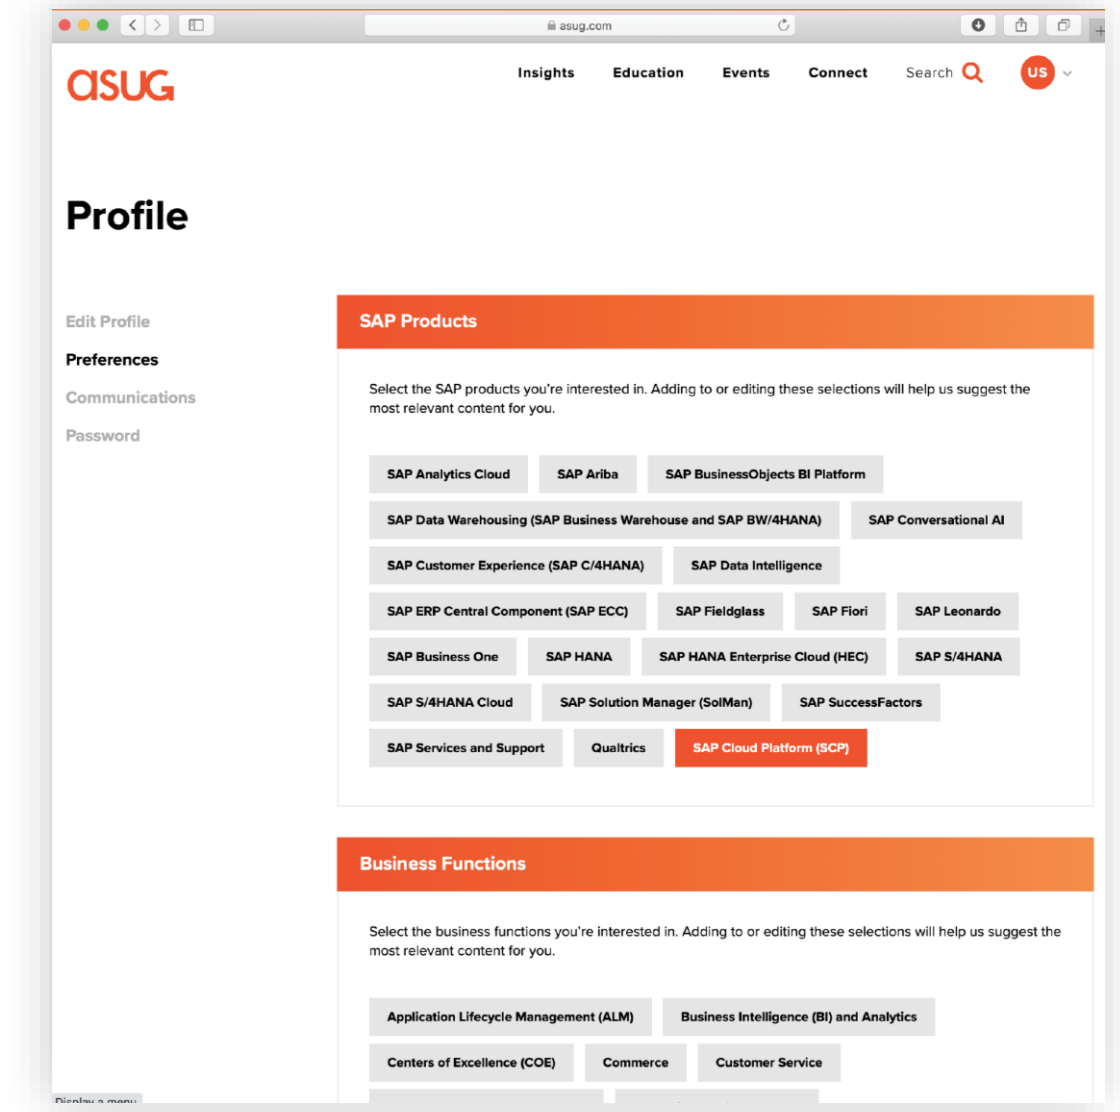 asug.com
asug
Insights Education Events Connect Search US
Profile
Edit Profile
Preferences
Communications
Password
SAP Products
Select the SAP products you're interested in. Adding to or editing these selections will help us suggest the
most relevant content for you.
SAP Analytics Cloud SAP Ariba SAP BusinessObjects BI Platform
SAP Data Warehousing (SAP Business Warehouse and SAP BW/4HANA) SAP Conversational AI
SAP Customer Experience (SAP C/4HANA) SAP Data Intelligence
SAP ERP Central Component (SAP ECC) SAP Fieldglass SAP Fiori SAP Leonardo
SAP Business One SAP HANA SAP HANA Enterprise Cloud (HEC) SAP S/4HANA
SAP S/4HANA Cloud SAP Solution Manager (SolMan) SAP SuccessFactors
SAP Services and Support Qualtrics SAP Cloud Platform (SCP)
Business Functions
Select the business functions you're interested in. Adding to or editing these selections will help us suggest the
most relevant content for you.
Application Lifecycle Management (ALM) Business Intelligence (BI) and Analytics
Centers of Excellence (COE) Commerce Customer Service
Display a menu